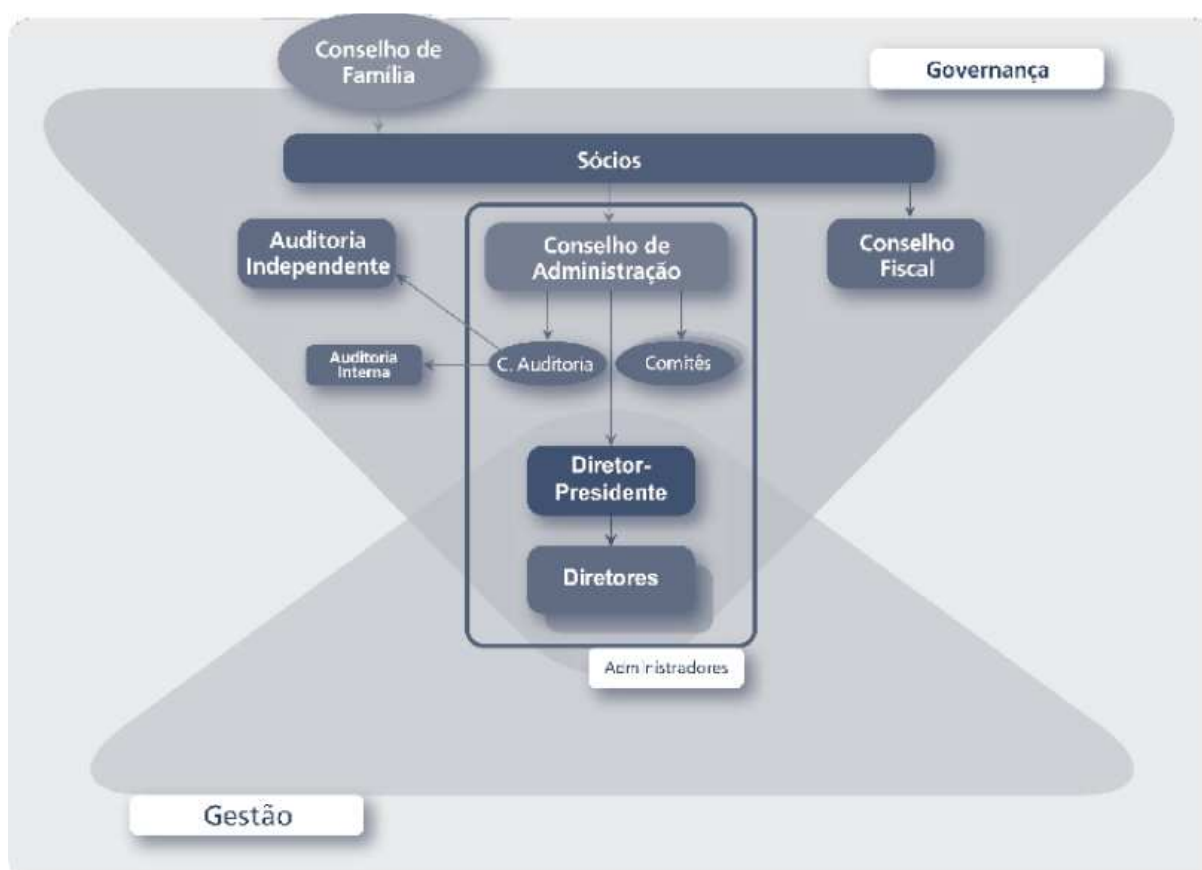 Conselho de
Família
Governança
Sócios
Auditoria
Independente
Conselho de
Administração
Conselho
Fiscal
Auditoria
Interna
C. Auditoria
Comitês
Diretor-
Presidente
Diretores
Administradores
Gestão